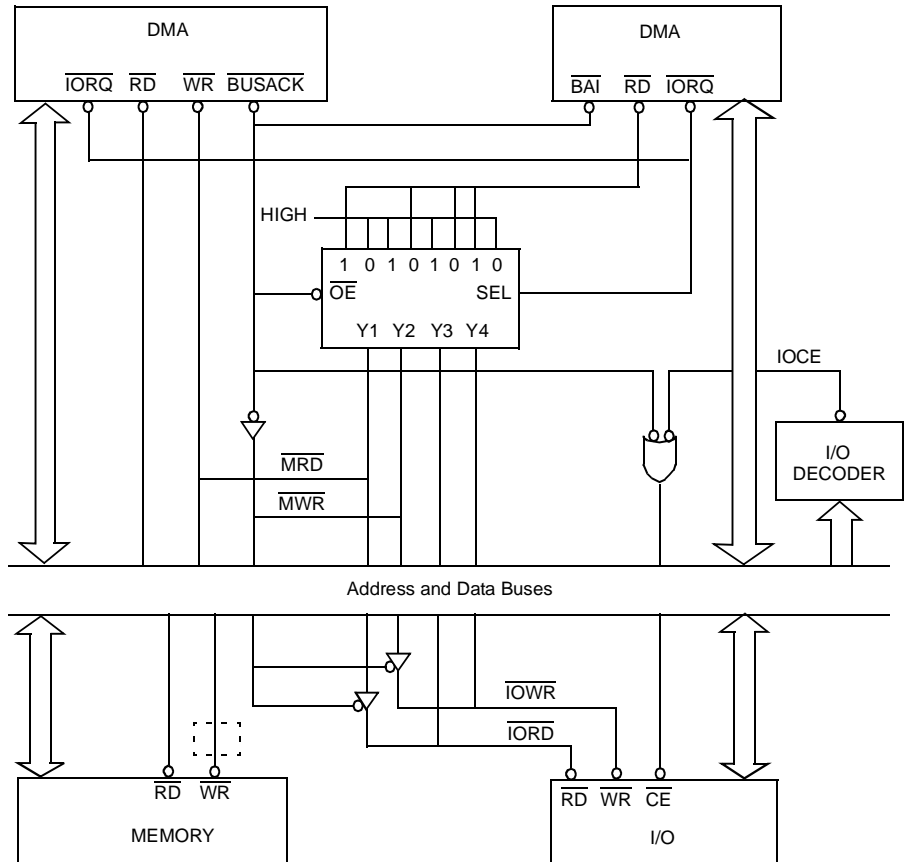 DMA
DMA
IORQ RD WR BUSACK
BAI RD IORQ
HIGH
1 0 1 0 1 0 1 0
OE SEL
Y1 Y2 Y3 Y4
IOCE
I/O
DECODER
MRD
MWR
Address and Data Buses
IOWR
IORD
RD WR
RD WR CE
MEMORY
I/O